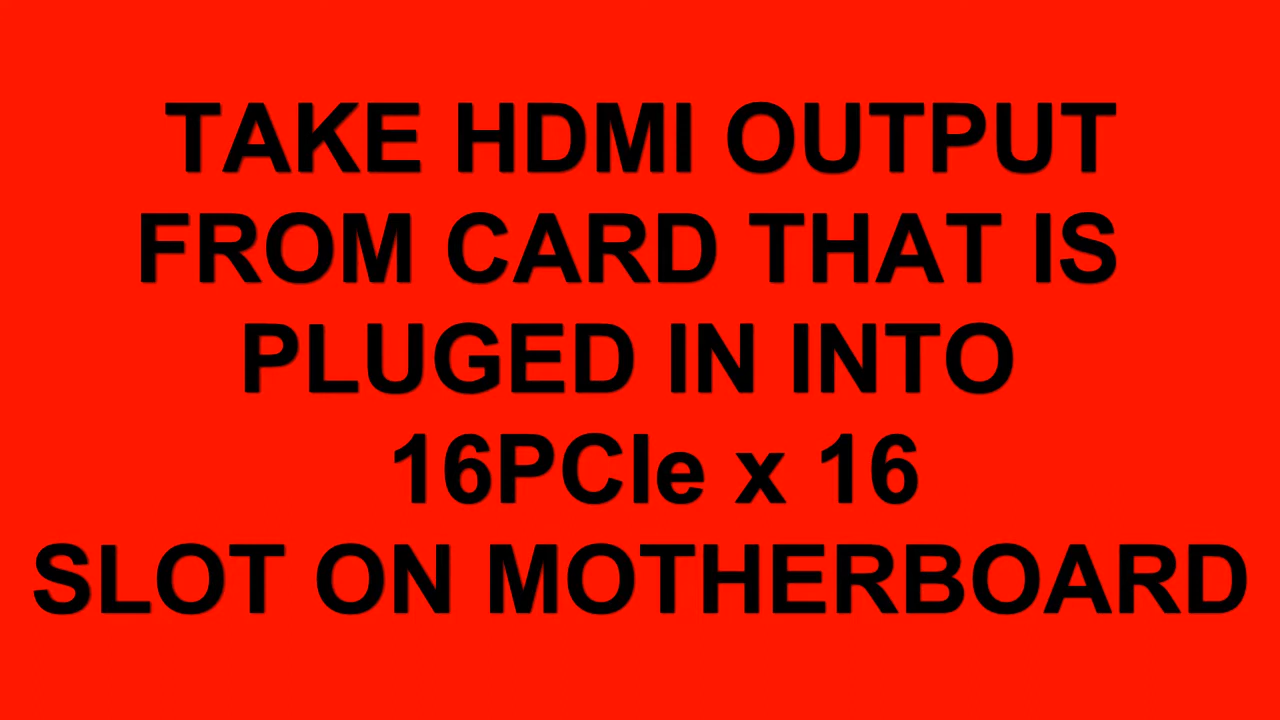 TAKE HDMI OUTPUT
FROM CARD THAT IS
PLUGED IN INTO
16PCIe x 16
SLOT ON MOTHERBOARD